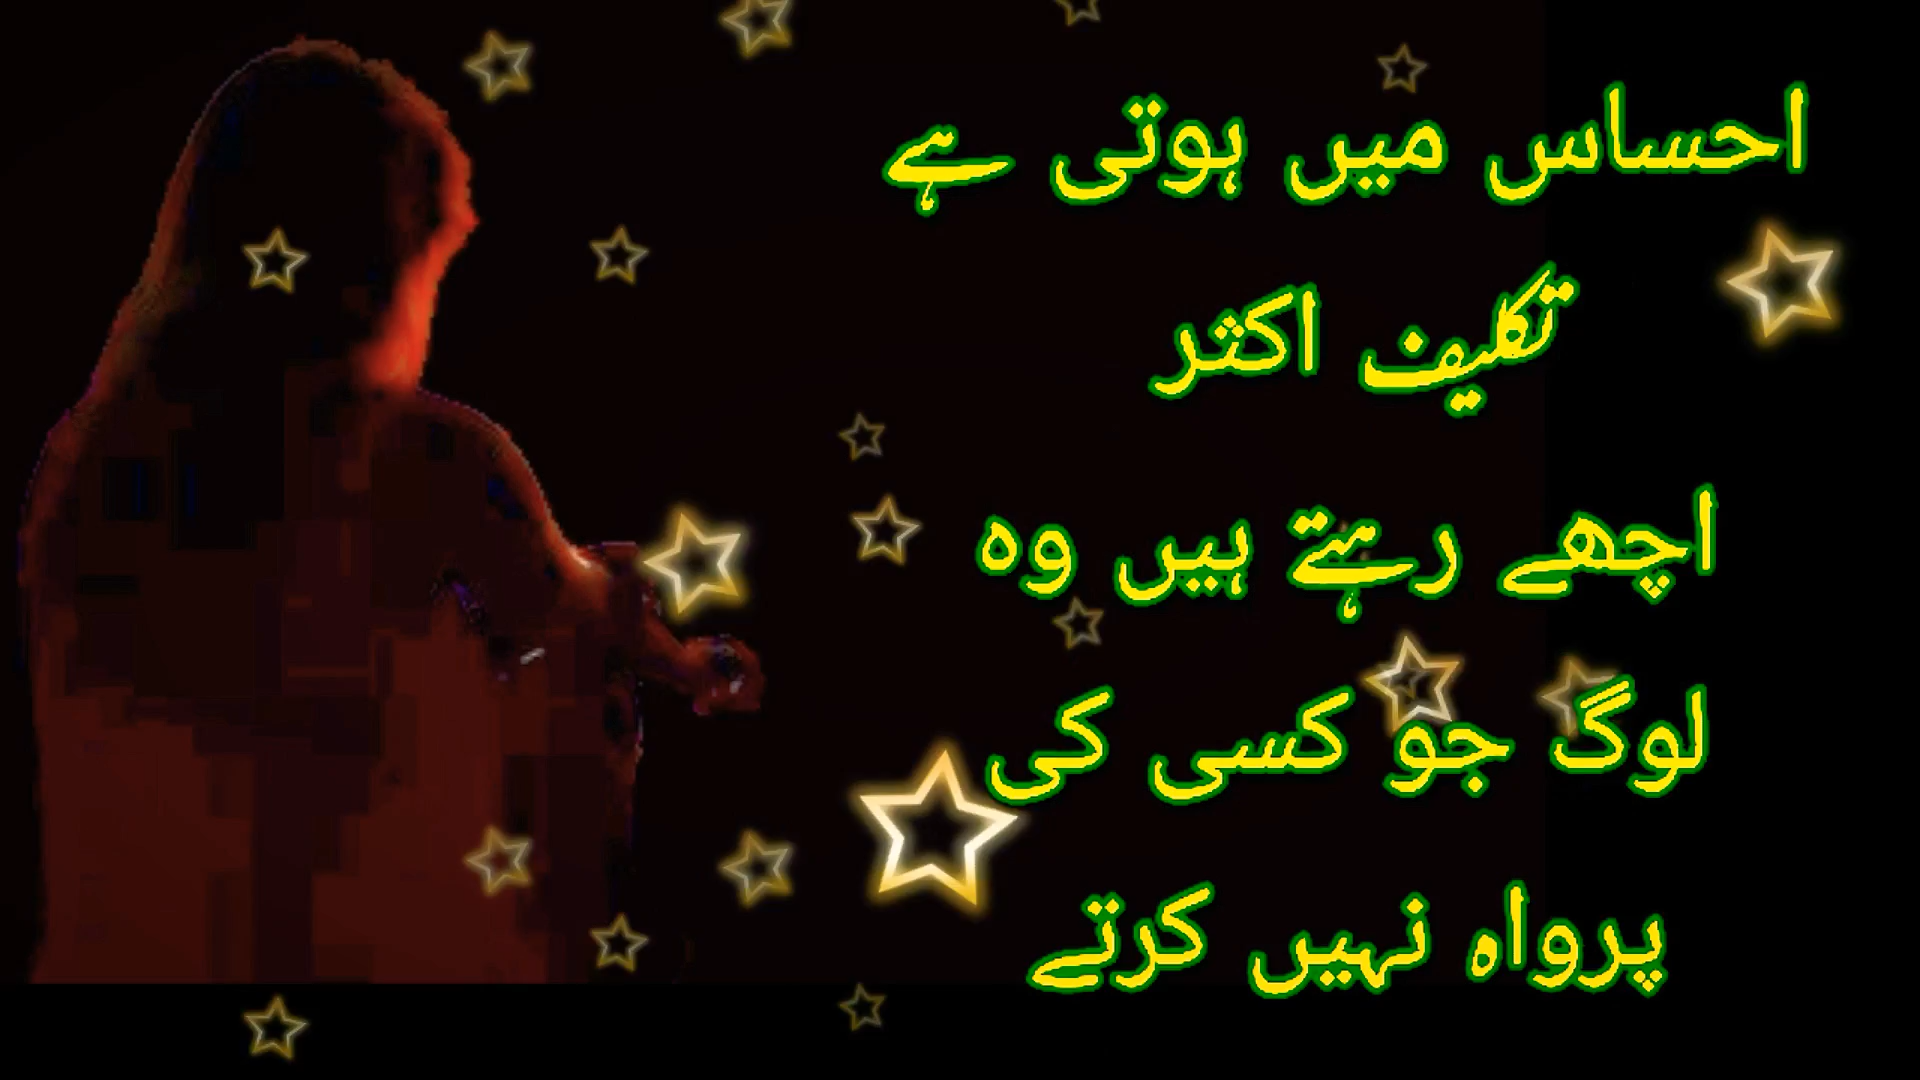 احساس میں ہوتی ہے
تکلیف اکثر
اچھے رہتے ہیں وہ
لوگ جو کسی کی
پرواہ نہیں کرتے